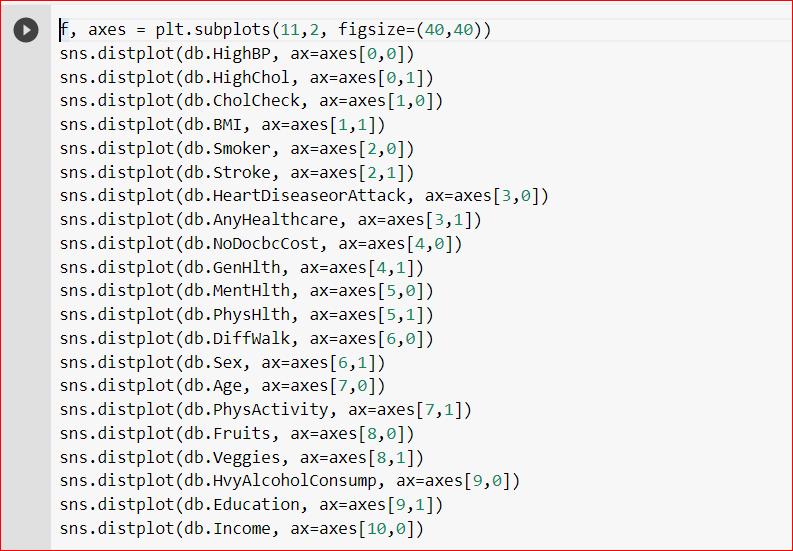 f, axes = plt.subplots(11,2, figsize=(40,40))
sns.distplot(db.HighBP, ax=axes[0,0])
sns.distplot(db.HighChol, ax=axes[0,1])
sns.distplot(db.CholCheck, ax=axes[1,0])
sns.distplot(db.BMI, ax=axes[1,1])
sns.distplot(db.Smoker, ax=axes[2,0])
sns.distplot(db.Stroke, ax=axes[2,1])
sns.distplot(db.HeartDiseaseorAttack, ax=axes[3,0])
sns.distplot(db.AnyHealthcare, ax=axes[3,1])
sns.distplot(db.NoDocbcCost, ax=axes[4,0])
sns.distplot(db.GenHlth, ax=axes[4,1])
sns.distplot(db.MentHlth, ax=axes[5,0])
sns.distplot(db.PhysHlth, ax=axes[5,1])
sns.distplot(db.DiffWalk, ax=axes[6,0])
sns.distplot(db.Sex, ax=axes[6,1])
sns.distplot(db.Age, ax=axes[7,0])
sns.distplot(db.PhysActivity, ax=axes[7,1])
sns.distplot(db.Fruits, ax=axes[8,0])
sns.distplot(db.Veggies, ax=axes[8,1])
sns.distplot(db.HvyAlcoholConsump, ax=axes[9,0])
sns.distplot(db.Education, ax=axes[9,1])
sns.distplot(db.Income, ax=axes[10,0])